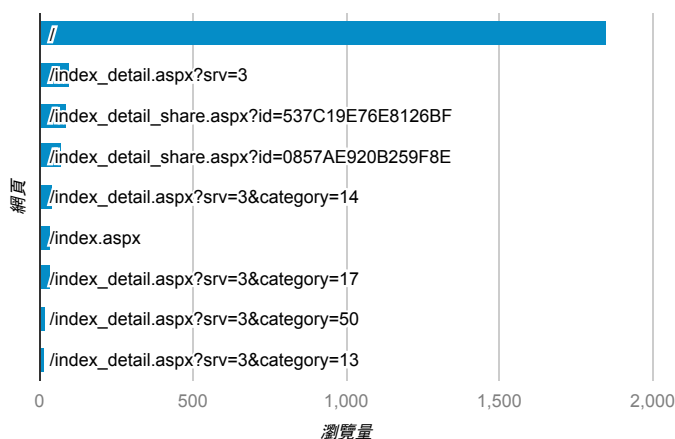 /
/index_detail.aspx?srv=3
/index_detail_share.aspx?id=537C19E76E8126BF
/index_detail_share.aspx?id=0857AE920B259F8E
/index_detail.aspx?srv=3&category=14
/index.aspx
/index_detail.aspx?srv=3&category=17
/index_detail.aspx?srv=3&category=50
/index_detail.aspx?srv=3&category=13
網頁
0 500 1,000 1,500 2,000
瀏覽量